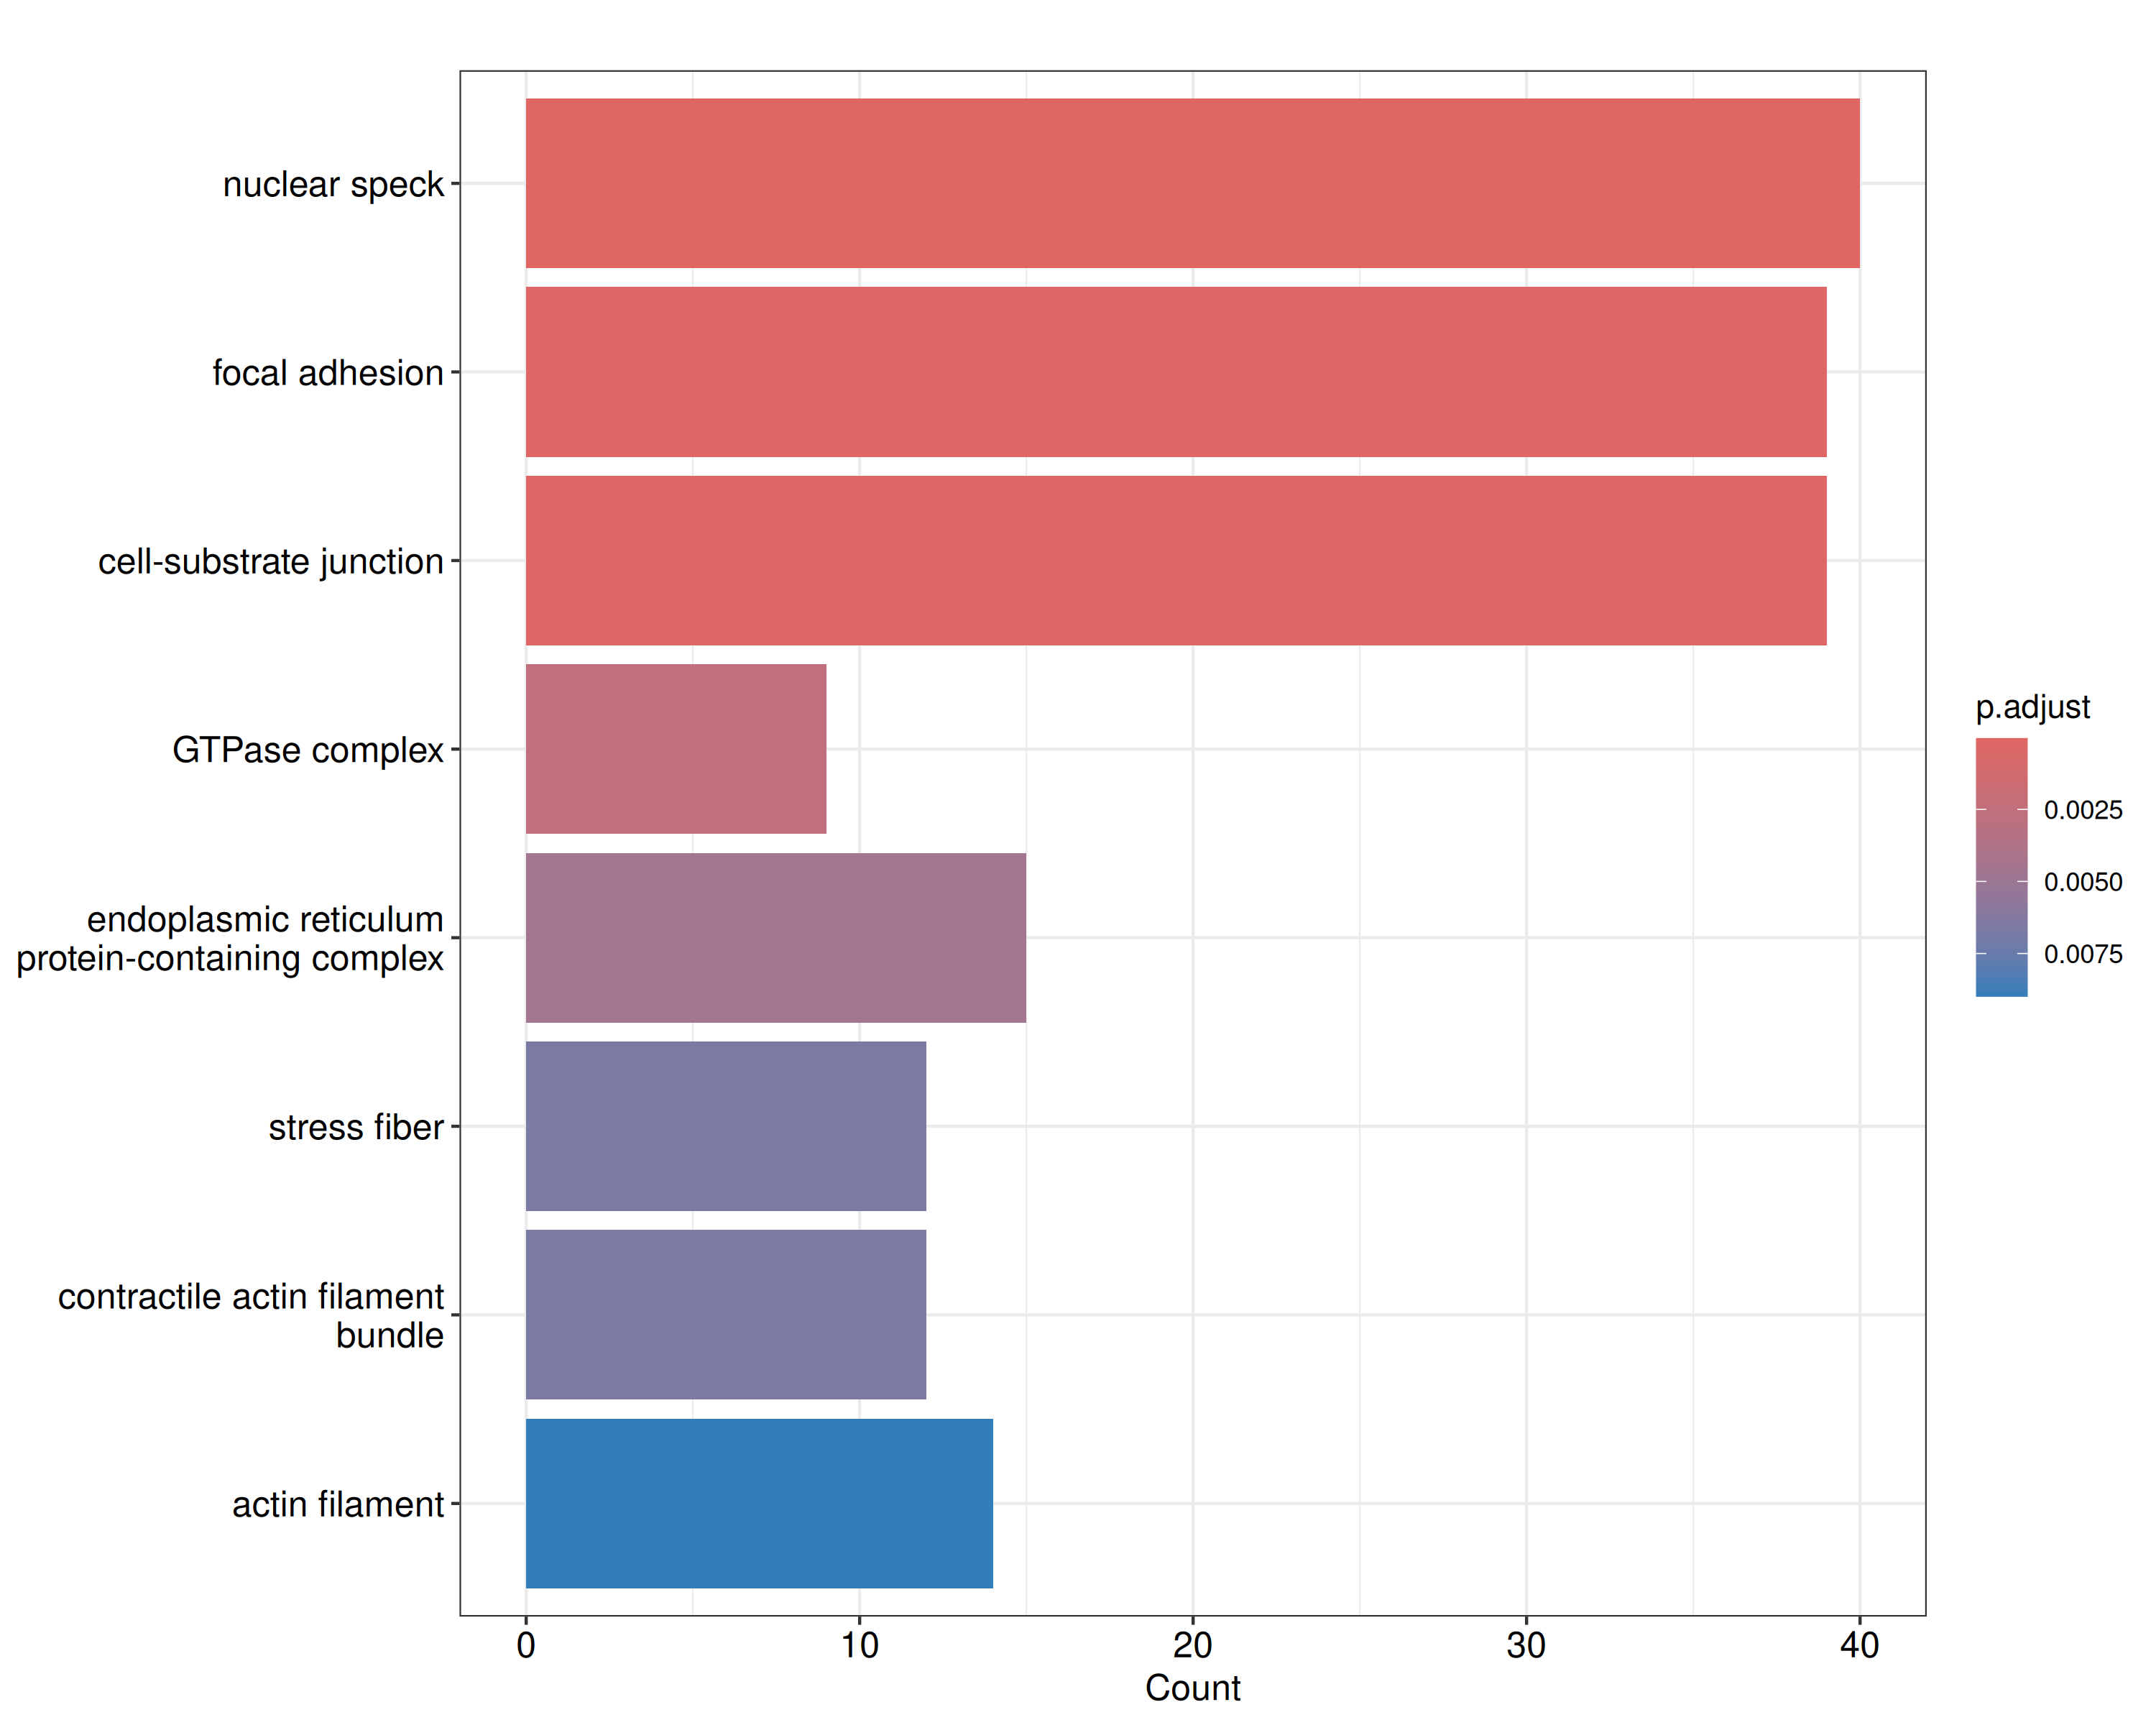 nuclear speck
focal adhesion
cell-substrate junction
GTPase complex
endoplasmic reticulum
protein-containing complex
stress fiber
contractile actin filament
bundle
actin filament
0
10
20
30
40
Count
p.adjust
0.0025
0.0050
0.0075